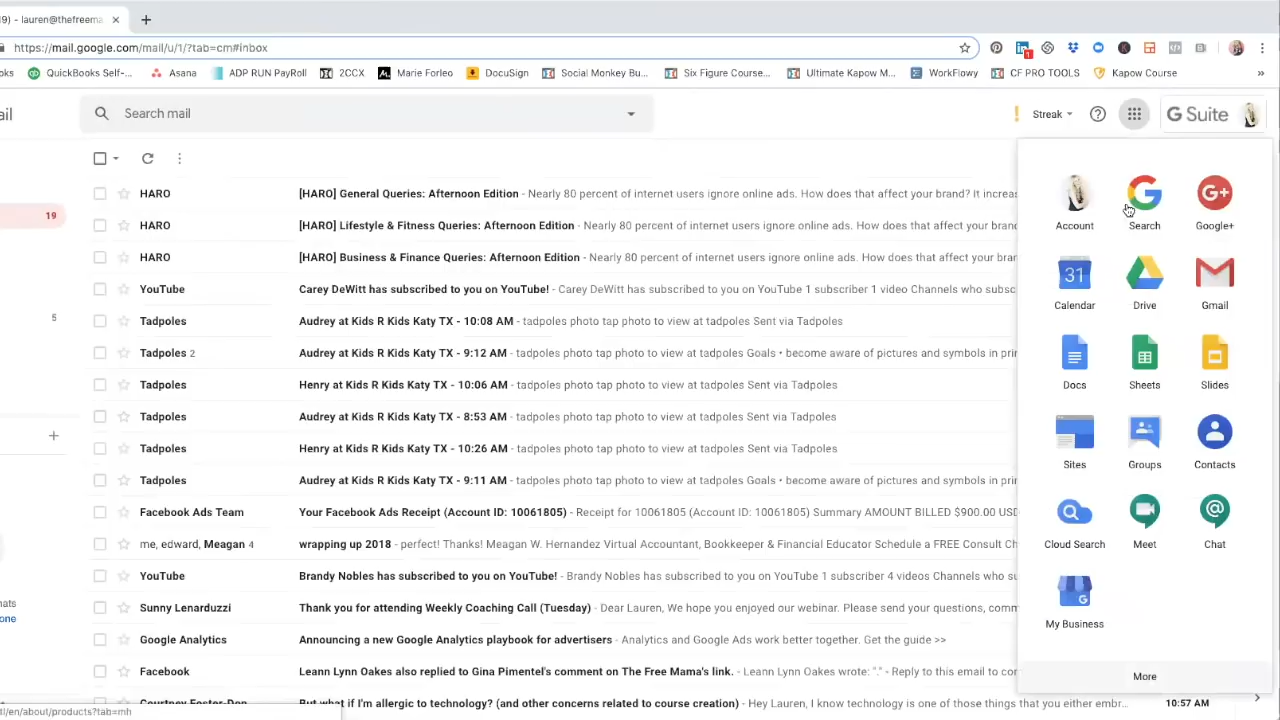 19) - lauren@thefreema
https://mail.google.com/mail/u/1/?tab=cm#inbox
1
oks QuickBooks Self-... Asana ADP RUN PayRoll 2CCX Marie Forleo DocuSign Social Monkey Bu... Six Figure Course... Ultimate Kapow M... WorkFlowy CF PRO TOOLS Kapow Course »
ail Search mail Streak G Suite
19 HARO [HARO] General Queries: Afternoon Edition - Nearly 80 percent of internet users ignore online ads. How does that affect your brand? It increa
HARO [HARO] Lifestyle & Fitness Queries: Afternoon Edition - Nearly 80 percent of internet users ignore online ads. How does that affect your bran
HARO [HARO] Business & Finance Queries: Afternoon Edition - Nearly 80 percent of internet users ignore online ads. How does that affect you
YouTube Carey DeWitt has subscribed to you on YouTube! - Carey DeWitt has subscribed to you on YouTube 1 subscriber 1 video Channels who subsc
5 Tadpoles Audrey at Kids R Kids Katy TX - 10:08 AM - tadpoles photo tap photo to view at tadpoles Sent via Tadpoles
Tadpoles 2 Audrey at Kids R Kids Katy TX - 9:12 AM - tadpoles photo tap photo to view at tadpoles Goals • become aware of pictures and symbols in prin
Tadpoles Henry at Kids R Kids Katy TX - 10:06 AM - tadpoles photo tap photo to view at tadpoles Sent via Tadpoles
Tadpoles Audrey at Kids R Kids Katy TX - 8:53 AM - tadpoles photo tap photo to view at tadpoles Sent via Tadpoles
Tadpoles Henry at Kids R Kids Katy TX - 10:26 AM - tadpoles photo tap photo to view at tadpoles Sent via Tadpoles
Tadpoles Audrey at Kids R Kids Katy TX - 9:11 AM - tadpoles photo tap photo to view at tadpoles Goals • become aware of pictures and symbols in prin
Facebook Ads Team Your Facebook Ads Receipt (Account ID: 10061805) - Receipt for 10061805 (Account ID: 10061805) Summary AMOUNT BILLED $900.00 USD
me, edward, Meagan 4 wrapping up 2018 - perfect! Thanks! Meagan W. Hernandez Virtual Accountant, Bookkeeper & Financial Educator Schedule a FREE Consult Ch
YouTube Brandy Nobles has subscribed to you on YouTube! - Brandy Nobles has subscribed to you on YouTube 1 subscriber 4 videos Channels who su
hats Sunny Lenarduzzi Thank you for attending Weekly Coaching Call (Tuesday) - Dear Lauren, We hope you enjoyed our webinar. Please send your questions, comm
one
Google Analytics Announcing a new Google Analytics playbook for advertisers - Analytics and Google Ads work better together. Get the guide >>
Facebook Leann Lynn Oakes also replied to Gina Pimentel's comment on The Free Mama's link. - Leann Lynn Oakes wrote: "." - Reply to this email to com
Courtney Foster-Don But what if I'm allergic to technology? (and other concerns related to course creation) - Hey Lauren, I know technology is one of those things that you either emb... 10:57 AM
tl/en/about/products?tab=mh
Account Search Google+
31
Calendar Drive Gmail
Docs Sheets Slides
Sites Groups Contacts
Cloud Search Meet Chat
My Business
More